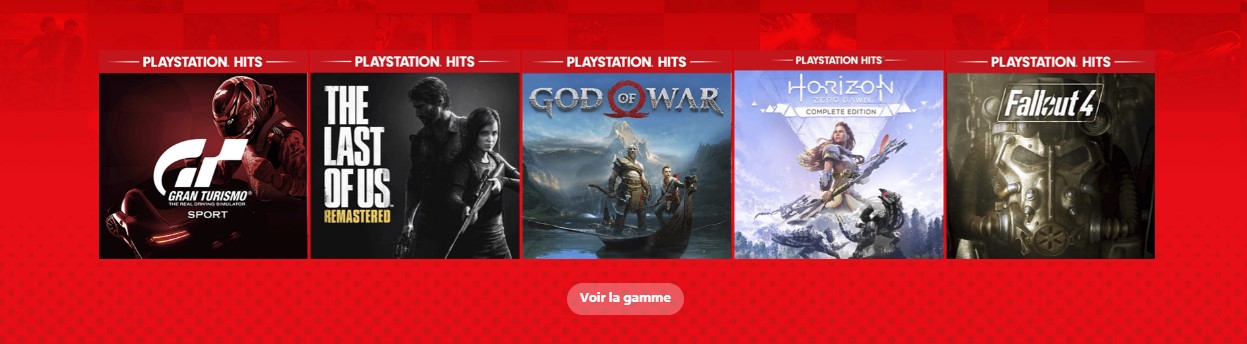 PLAYSTATION HITS
GT
GRAN TURISMO®
THE REAL DRIVING SIMULATOR
SPORT
PLAYSTATION HITS
THE
LAST
OF US
REMASTERED
PLAYSTATION HITS
GOD OF WAR
PLAYSTATION HITS
HORIZON
ZERO DAWN
COMPLETE EDITION
PLAYSTATION HITS
Fallout 4
Voir la gamme